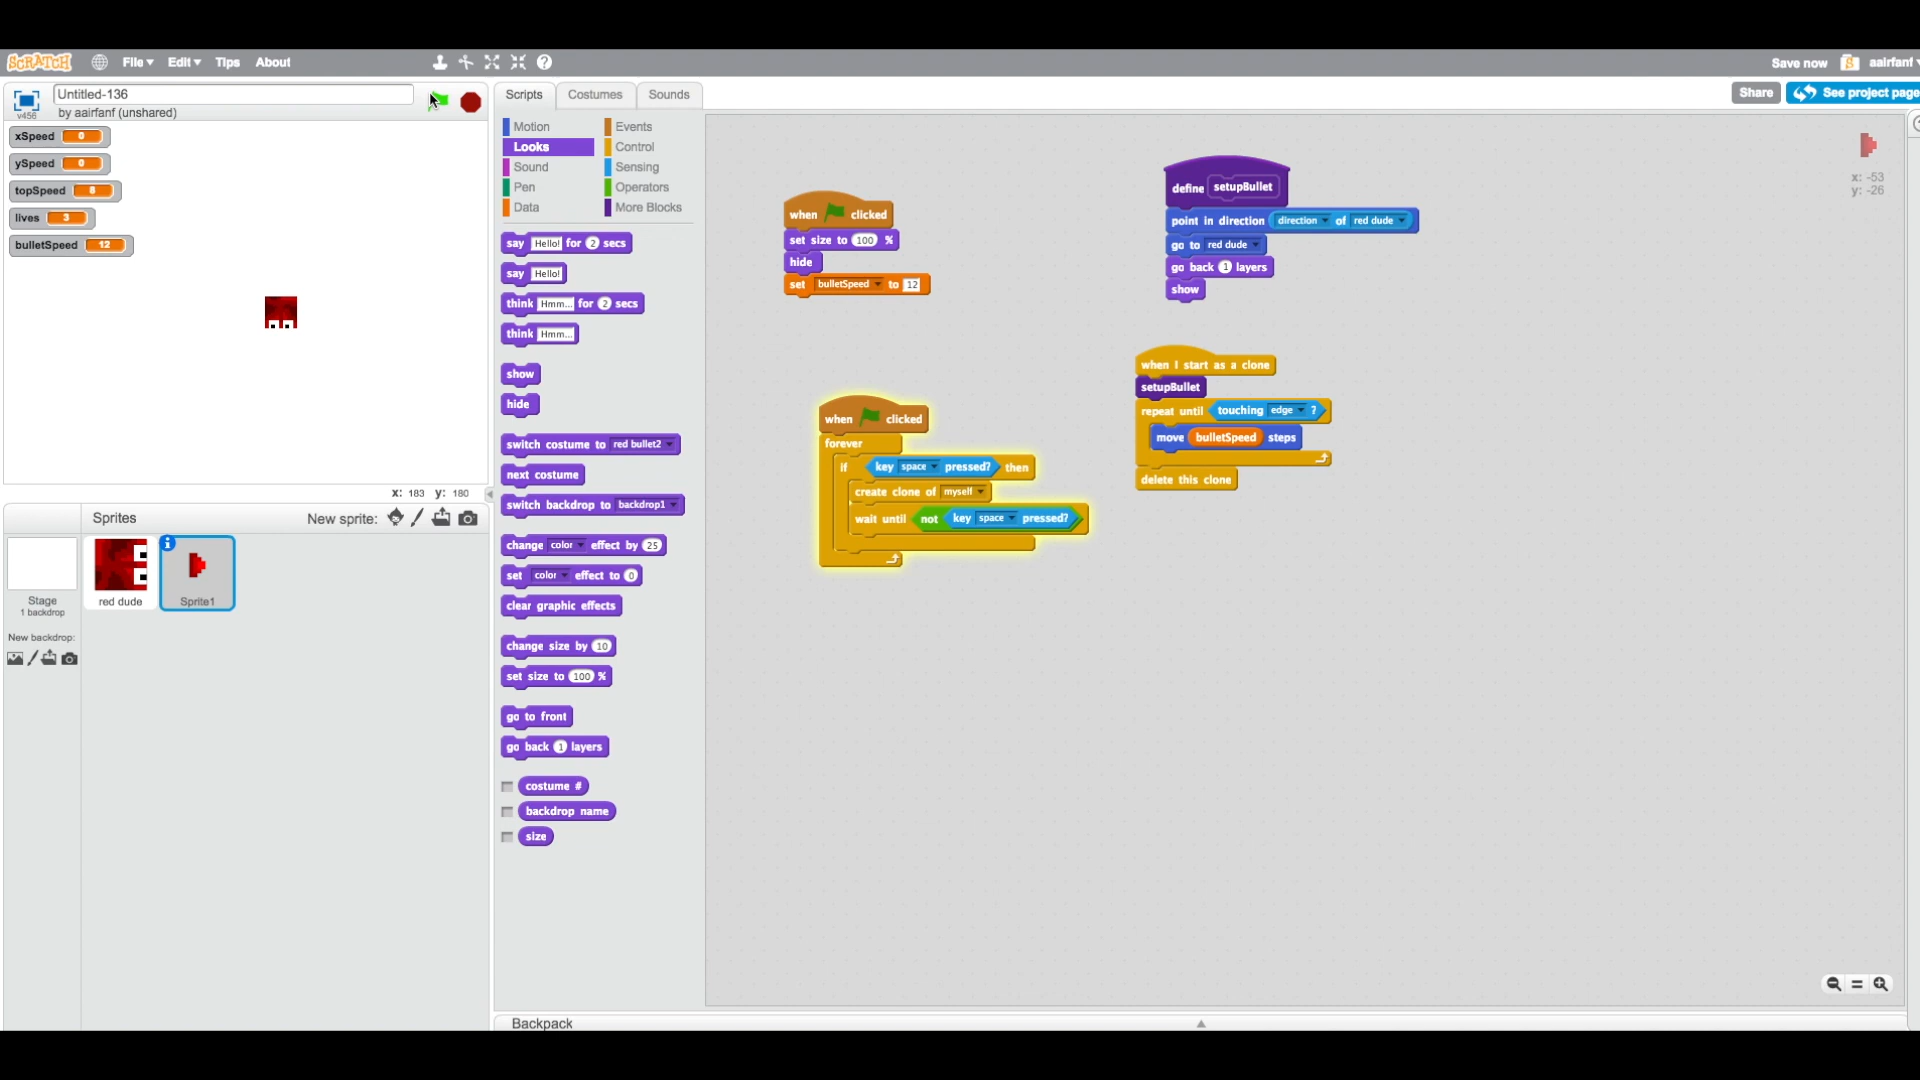 SCRATCH File Edit Tips About Save now aairfanf
Untitled-136
v456 by aairfanf (unshared)
Scripts Costumes Sounds
Share See project page
xSpeed 0
ySpeed 0
topSpeed 8
lives 3
bulletSpeed 12
X: 183 y: 180
Sprites New sprite:
Stage
1 backdrop
New backdrop:
red dude
Sprite1
Motion Events
Looks Control
Sound Sensing
Pen Operators
Data More Blocks
say Hello! for 2 secs
say Hello!
think Hmm... for 2 secs
think Hmm...
show
hide
switch costume to red bullet2
next costume
switch backdrop to backdrop1
change color effect by 25
set color effect to 0
clear graphic effects
change size by 10
set size to 100 %
go to front
go back 1 layers
costume #
backdrop name
size
when clicked
set size to 100 %
hide
set bulletSpeed to 12
when clicked
forever
if key space pressed? then
create clone of myself
wait until not key space pressed?
define setupBullet
point in direction direction of red dude
go to red dude
go back 1 layers
show
when I start as a clone
setupBullet
repeat until touching edge ?
move bulletSpeed steps
delete this clone
x: -53
y: -26
Backpack